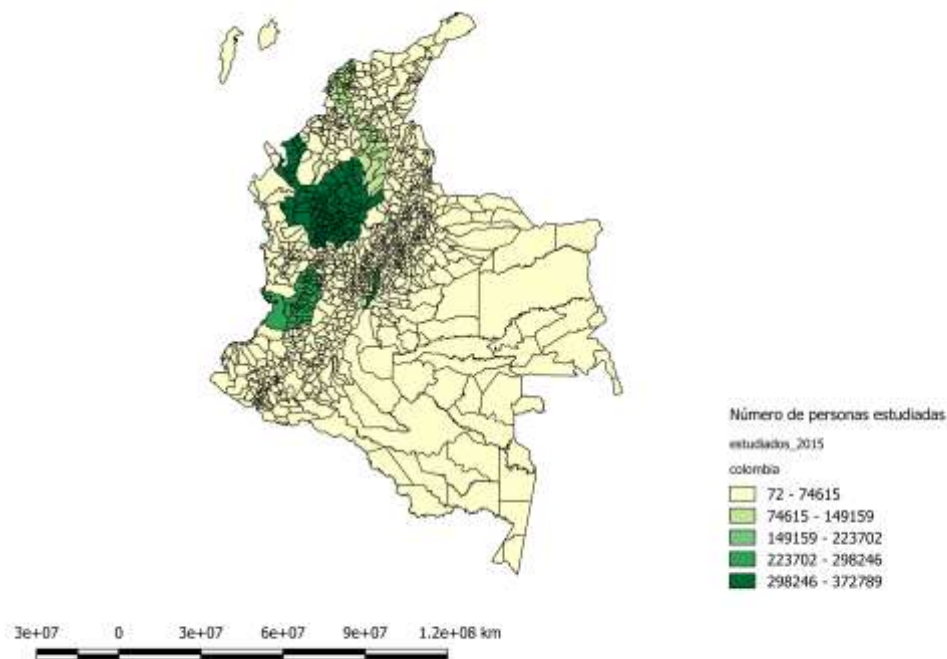 Número de personas estudiadas
estudiados_2015
colombia
72 - 74615
74615 - 149159
149159 - 223702
223702 - 298246
298246 - 372789
3e+07 0 3e+07 6e+07 9e+07 1.2e+08 km